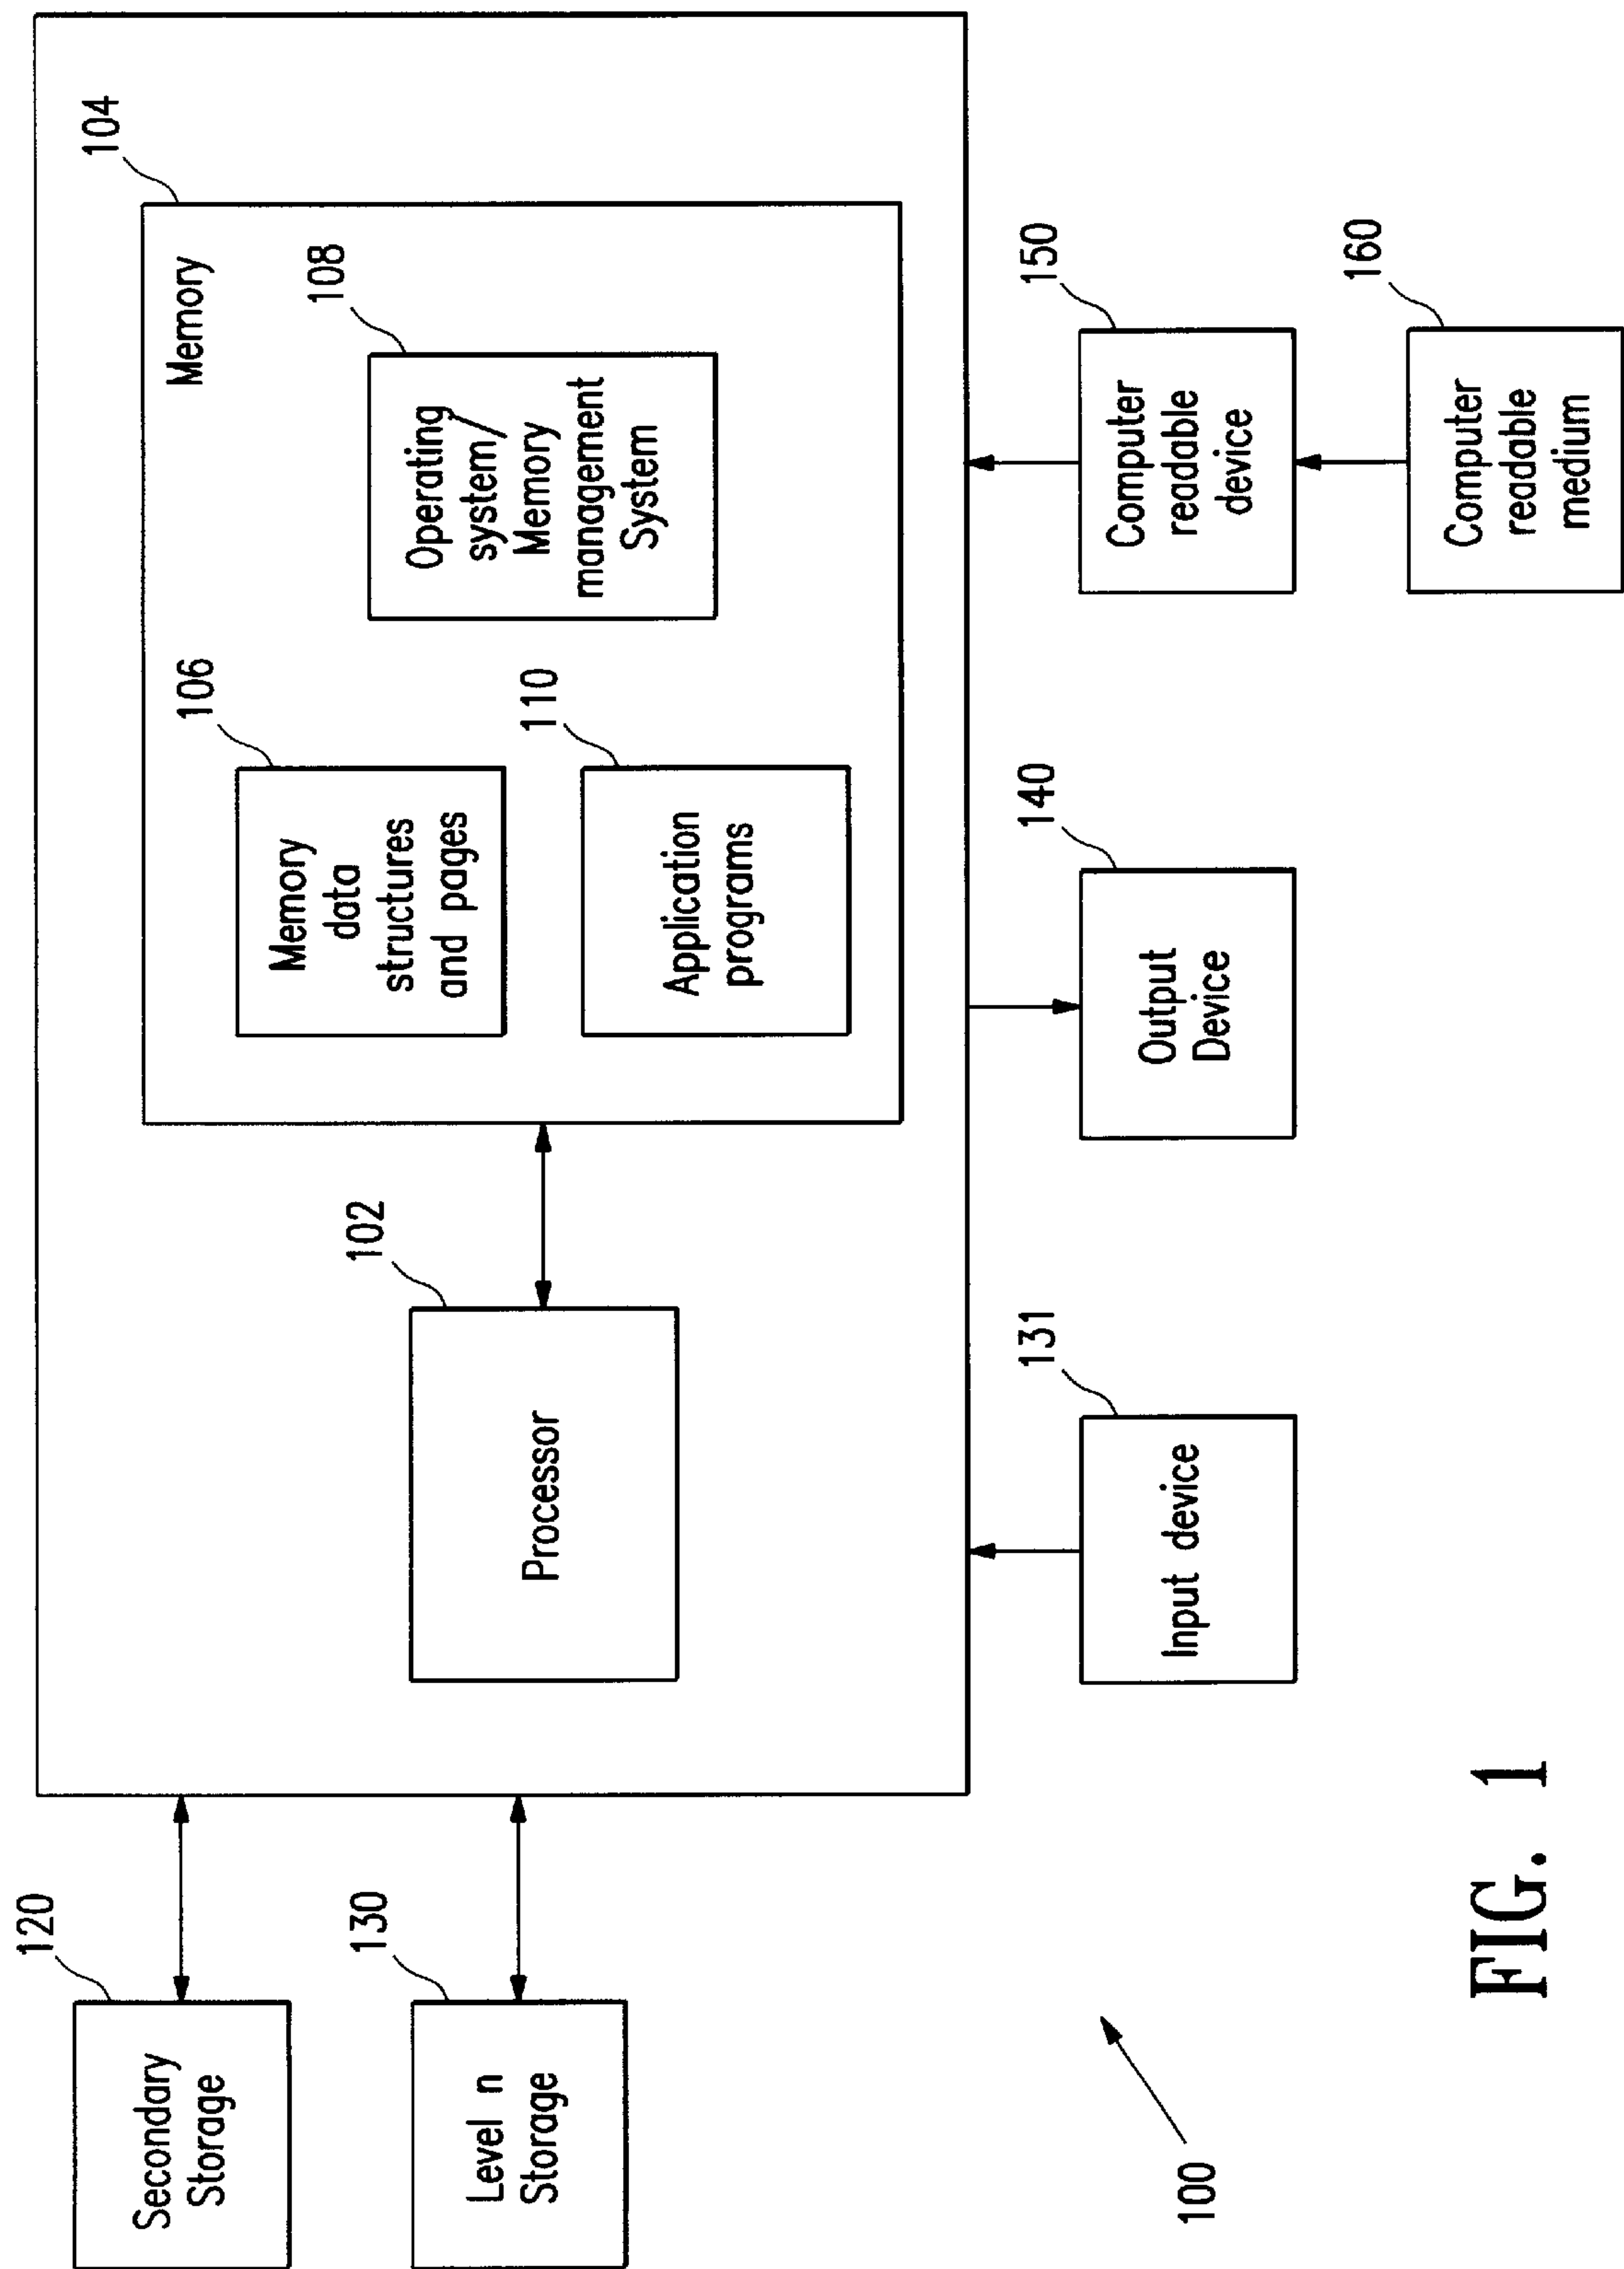 120
Secondary
Storage
130
Level n
Storage
104
Memory
106
Memory
data
structures
and pages
108
Operating
system/
Memory
management
System
110
Application
programs
102
Processor
131
Input device
140
Output
Device
150
Computer
readable
device
160
Computer
readable
medium
100
FIG. 1